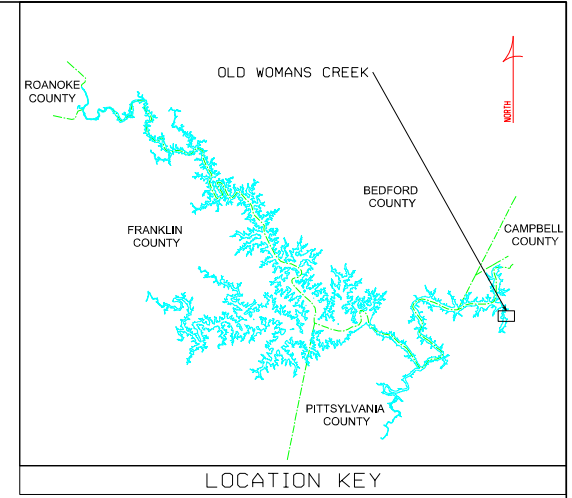 OLD WOMANS CREEK
ROANOKE
COUNTY
NORTH
BEDFORD
COUNTY
FRANKLIN
COUNTY
CAMPBELL
COUNTY
PITTSYLVANIA
COUNTY
LOCATION KEY